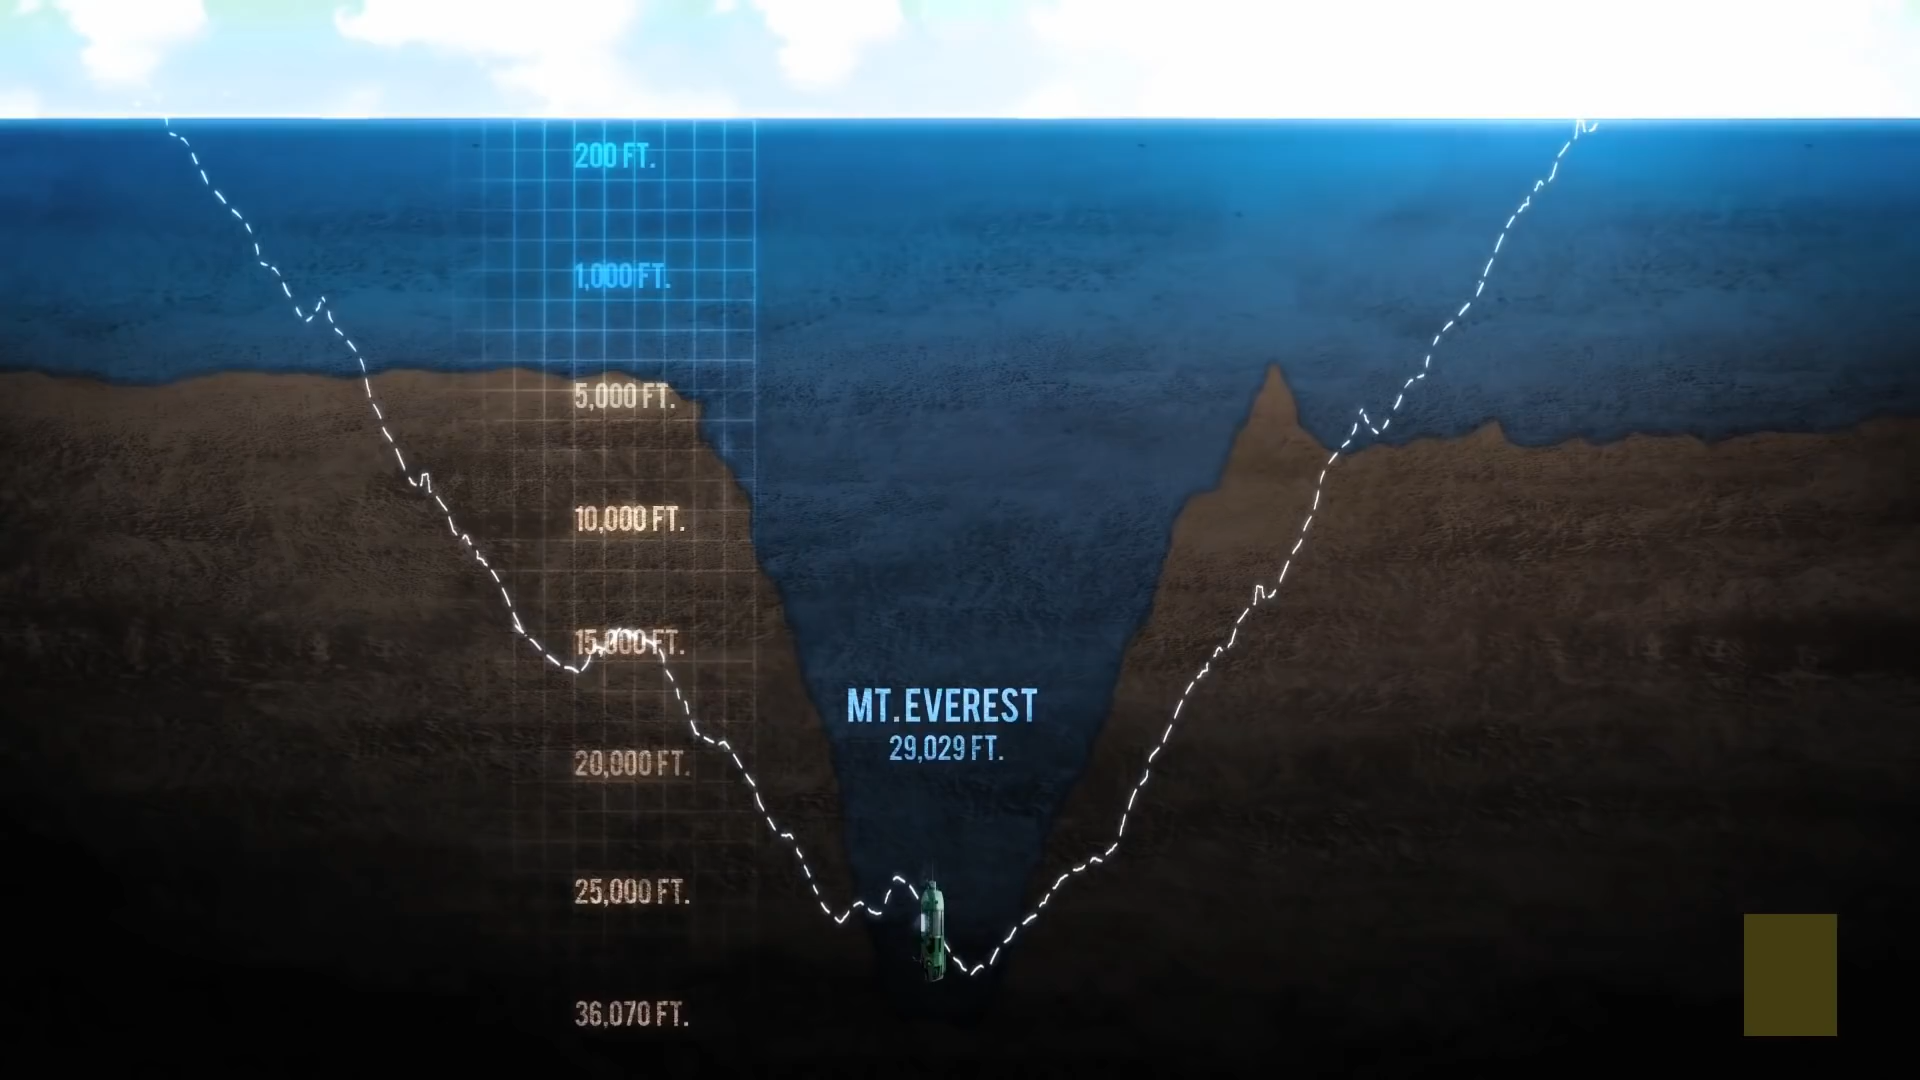 200 FT.
1,000 FT.
5,000 FT.
10,000 FT.
15,000 FT.
MT. EVEREST
29,029 FT.
20,000 FT.
25,000 FT.
36,070 FT.